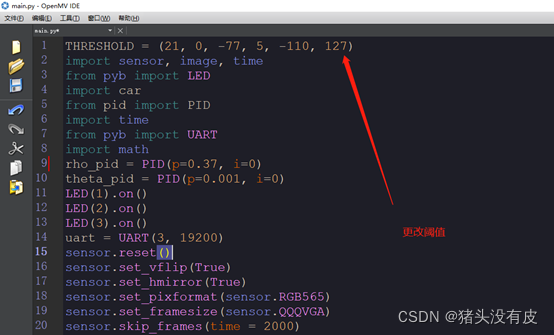 main.py - OpenMV IDE
文件(F) 编辑(E) 工具(T) 窗口(W) 帮助(H)
main.py*
1 THRESHOLD = (21, 0, -77, 5, -110, 127)
2 import sensor, image, time
3 from pyb import LED
4 import car
5 from pid import PID
6 import time
7 from pyb import UART
8 import math
9 rho_pid = PID(p=0.37, i=0)
10 theta_pid = PID(p=0.001, i=0)
11 LED(1).on()
12 LED(2).on()
13 LED(3).on()
更改阈值
14 uart = UART(3, 19200)
15 sensor.reset()
16 sensor.set_vflip(True)
17 sensor.set_hmirror(True)
18 sensor.set_pixformat(sensor.RGB565)
19 sensor.set_framesize(sensor.QQQVGA)
20 sensor.skip_frames(time = 2000)
CSDN @猪头没有皮